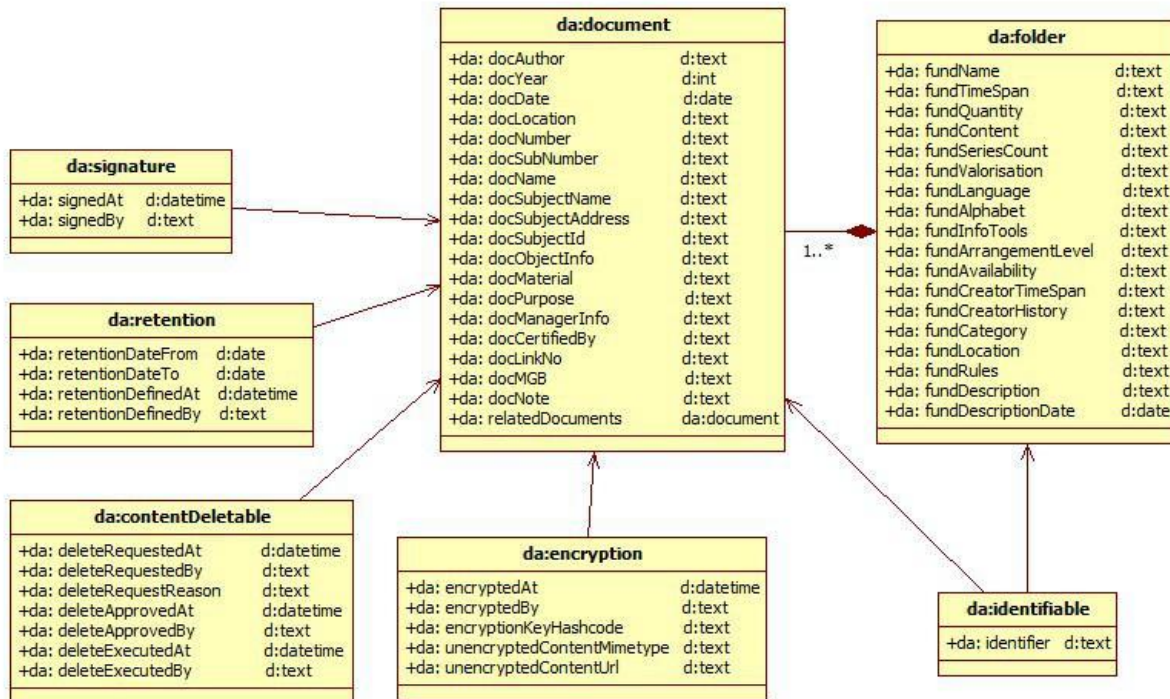 da:document
+da: docAuthor d:text
+da: docYear d:int
+da: docDate d:date
+da: docLocation d:text
+da: docNumber d:text
+da: docSubNumber d:text
+da: docName d:text
+da: docSubjectName d:text
+da: docSubjectAddress d:text
+da: docSubjectId d:text
+da: docObjectInfo d:text
+da: docMaterial d:text
+da: docPurpose d:text
+da: docManagerInfo d:text
+da: docCertifiedBy d:text
+da: docLinkNo d:text
+da: docMGB d:text
+da: docNote d:text
+da: relatedDocuments da:document
da:folder
+da: fundName d:text
+da: fundTimeSpan d:text
+da: fundQuantity d:text
+da: fundContent d:text
+da: fundSeriesCount d:text
+da: fundValorisation d:text
+da: fundLanguage d:text
+da: fundAlphabet d:text
+da: fundInfoTools d:text
+da: fundArrangementLevel d:text
+da: fundAvailability d:text
+da: fundCreatorTimeSpan d:text
+da: fundCreatorHistory d:text
+da: fundCategory d:text
+da: fundLocation d:text
+da: fundRules d:text
+da: fundDescription d:text
+da: fundDescriptionDate d:date
1..*
da:signature
+da: signedAt d:datetime
+da: signedBy d:text
da:retention
+da: retentionDateFrom d:date
+da: retentionDateTo d:date
+da: retentionDefinedAt d:datetime
+da: retentionDefinedBy d:text
da:contentDeletable
+da: deleteRequestedAt d:datetime
+da: deleteRequestedBy d:text
+da: deleteRequestReason d:text
+da: deleteApprovedAt d:datetime
+da: deleteApprovedBy d:text
+da: deleteExecutedAt d:datetime
+da: deleteExecutedBy d:text
da:encryption
+da: encryptedAt d:datetime
+da: encryptedBy d:text
+da: encryptionKeyHashcode d:text
+da: unencryptedContentMimetype d:text
+da: unencryptedContentUrl d:text
da:identifiable
+da: identifier d:text